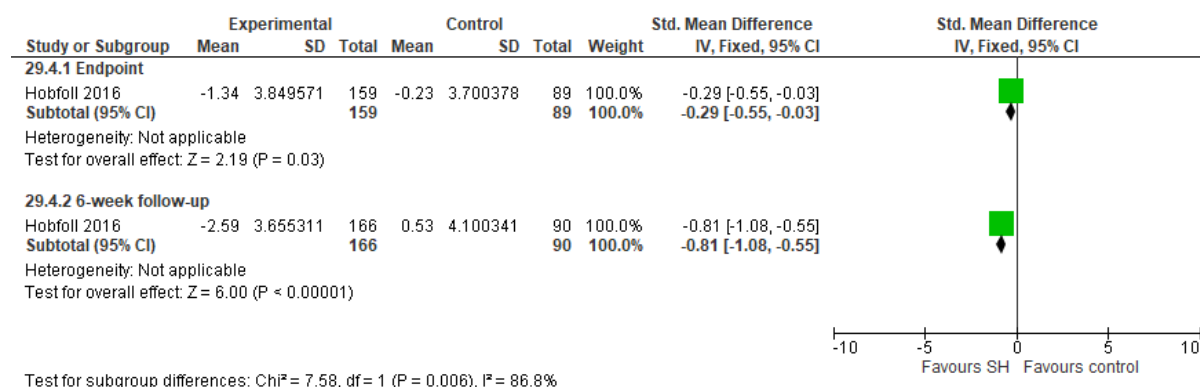 Experimental Control Std. Mean Difference Std. Mean Difference
Study or Subgroup Mean SD Total Mean SD Total Weight IV, Fixed, 95% CI IV, Fixed, 95% CI
29.4.1 Endpoint
Hobfoll 2016 -1.34 3.849571 159 -0.23 3.700378 89 100.0% -0.29 [-0.55, -0.03]
Subtotal (95% CI) 159 89 100.0% -0.29 [-0.55, -0.03]
Heterogeneity: Not applicable
Test for overall effect: Z = 2.19 (P = 0.03)
29.4.2 6-week follow-up
Hobfoll 2016 -2.59 3.655311 166 0.53 4.100341 90 100.0% -0.81 [-1.08, -0.55]
Subtotal (95% CI) 166 90 100.0% -0.81 [-1.08, -0.55]
Heterogeneity: Not applicable
Test for overall effect: Z = 6.00 (P < 0.00001)
-10 -5 0 5 10
Favours SH Favours control
Test for subgroup differences: Chi² = 7.58, df = 1 (P = 0.006), I² = 86.8%